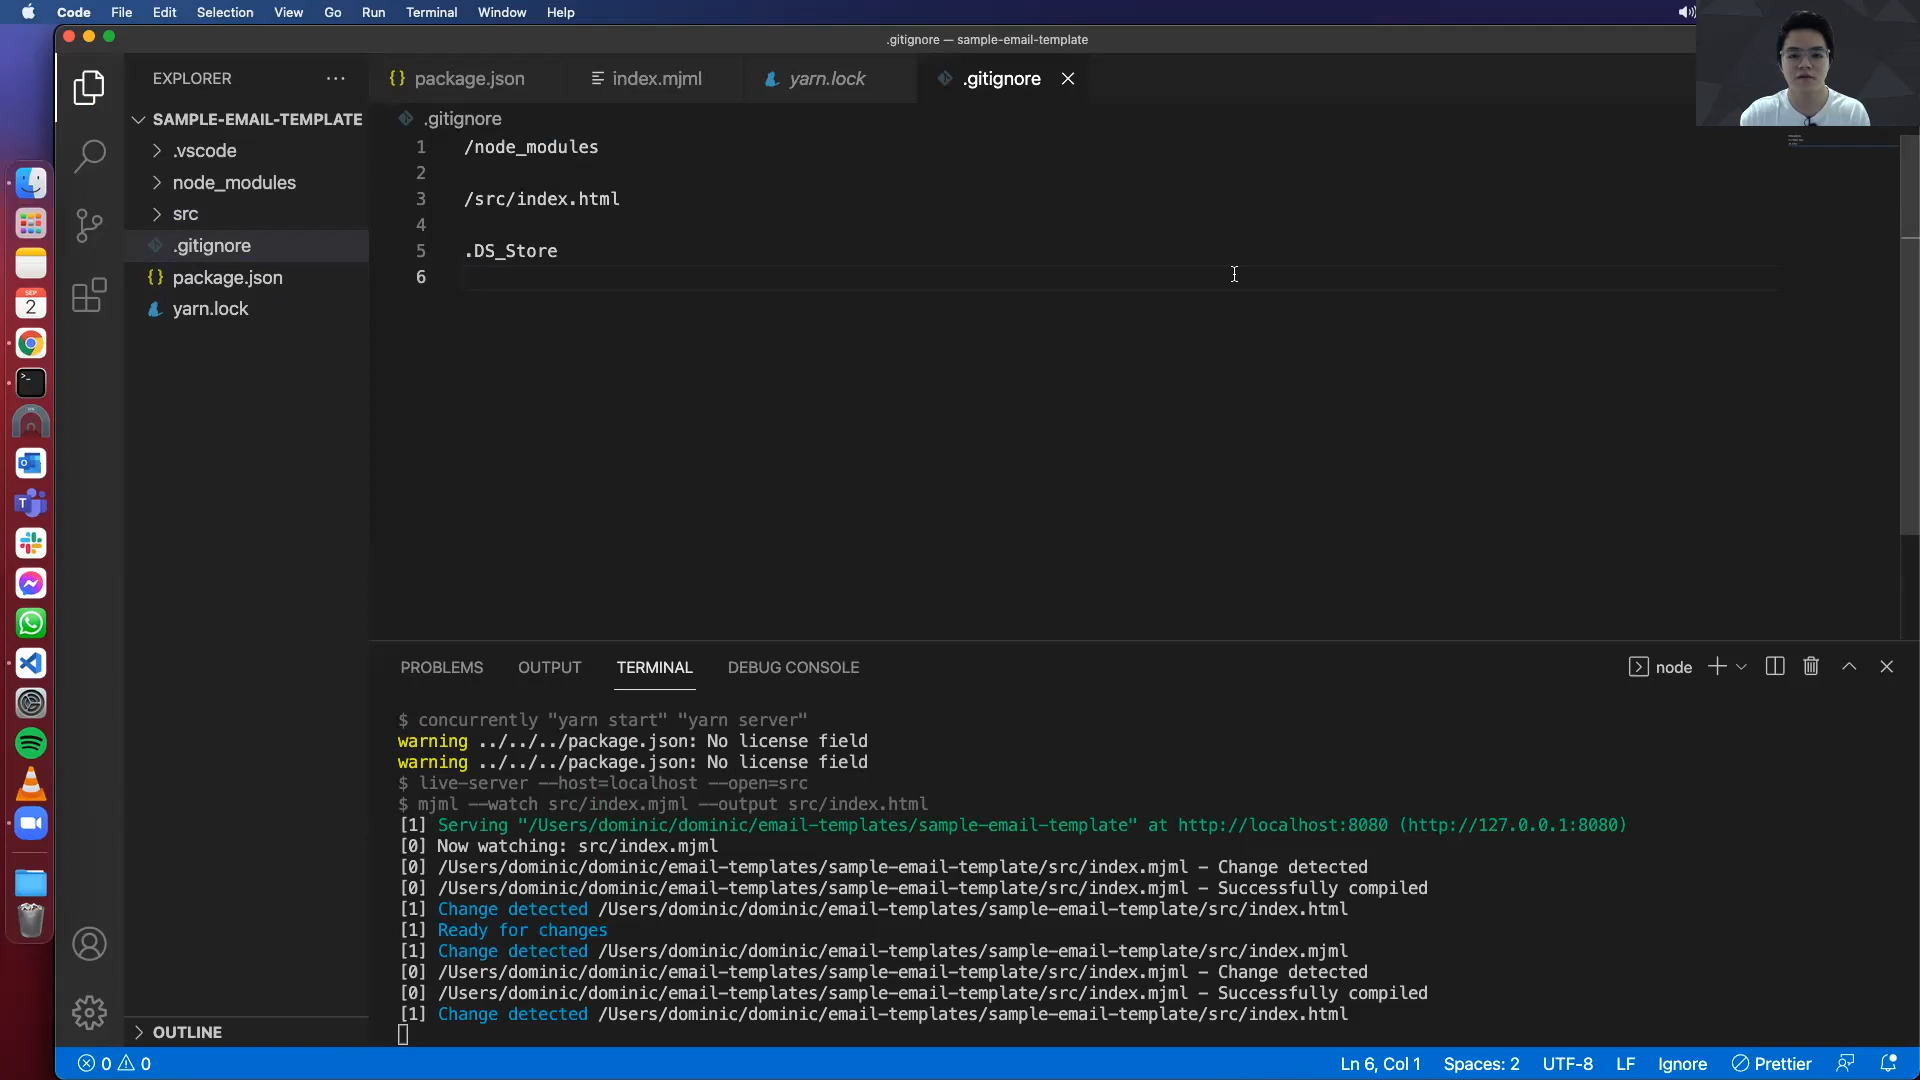 Code File Edit Selection View Go Run Terminal Window Help
.gitignore — sample-email-template
EXPLORER
package.json
index.mjml
yarn.lock
.gitignore
SAMPLE-EMAIL-TEMPLATE
.vscode
node_modules
src
.gitignore
package.json
yarn.lock
OUTLINE
.gitignore
1 /node_modules
2
3 /src/index.html
4
5 .DS_Store
6
SEP
2
PROBLEMS OUTPUT TERMINAL DEBUG CONSOLE
node
$ concurrently "yarn start" "yarn server"
warning ../../../package.json: No license field
warning ../../../package.json: No license field
$ live-server --host=localhost --open=src
$ mjml --watch src/index.mjml --output src/index.html
[1] Serving "/Users/dominic/dominic/email-templates/sample-email-template" at http://localhost:8080 (http://127.0.0.1:8080)
[0] Now watching: src/index.mjml
[0] /Users/dominic/dominic/email-templates/sample-email-template/src/index.mjml - Change detected
[0] /Users/dominic/dominic/email-templates/sample-email-template/src/index.mjml - Successfully compiled
[1] Change detected /Users/dominic/dominic/email-templates/sample-email-template/src/index.html
[1] Ready for changes
[1] Change detected /Users/dominic/dominic/email-templates/sample-email-template/src/index.mjml
[0] /Users/dominic/dominic/email-templates/sample-email-template/src/index.mjml - Change detected
[0] /Users/dominic/dominic/email-templates/sample-email-template/src/index.mjml - Successfully compiled
[1] Change detected /Users/dominic/dominic/email-templates/sample-email-template/src/index.html
0 0
Ln 6, Col 1 Spaces: 2 UTF-8 LF Ignore Prettier